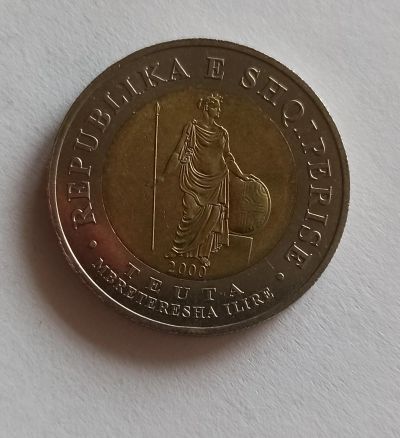 REPUBLIKA E SHQIPERISE
2000
TEUTA
MBRETERESHA ILIRE